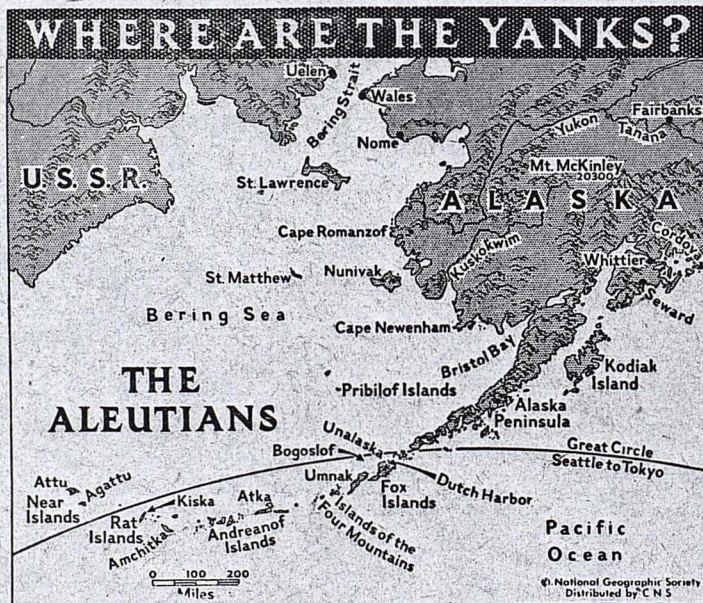 WHERE ARE THE YANKS?
Uelen
Bering Strait
Wales
Fairbanks
Yukon
Tanana
Nome
Mt. McKinley
20300
U.S.S.R.
St. Lawrence
ALASKA
Cape Romanzof
Cordova
Kuskokwim
Whittier
St. Matthew
Nunivak
Seward
Bering Sea
Cape Newenham
Bristol Bay
Kodiak
Island
THE
ALEUTIANS
Pribilof Islands
Alaska
Peninsula
Unalaska
Great Circle
Seattle to Tokyo
Bogoslof
Attu
Agattu
Near
Islands
Umnak
Fox
Islands
Dutch Harbor
Kiska
Atka
Rat
Islands
Amchitka
Andreanof
Islands
Islands of the
Four Mountains
Pacific
Ocean
0 100 200
Miles
© National Geographic Society
Distributed by C N S